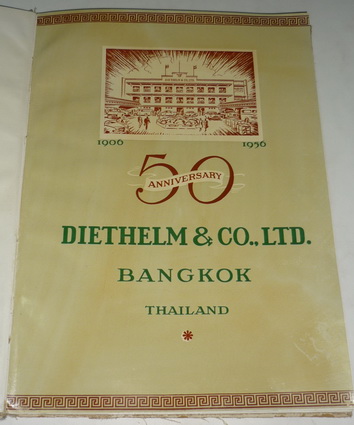 1906 1956
50
ANNIVERSARY
DIETHELM & CO., LTD.
BANGKOK
THAILAND